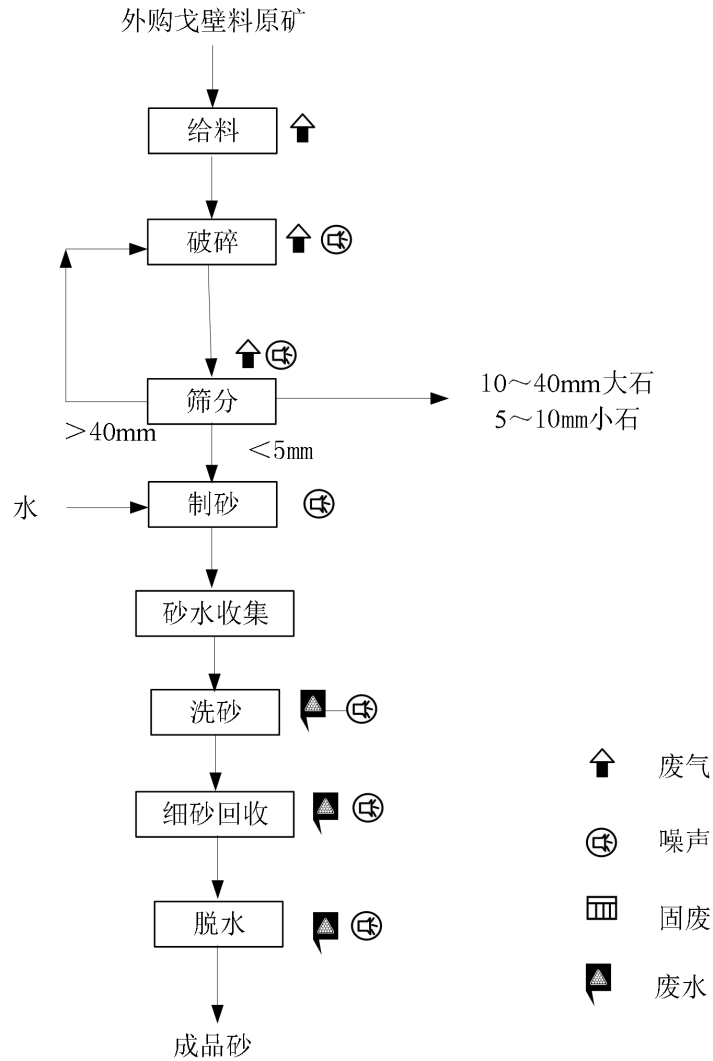 外购戈壁料原矿
给料
破碎
筛分
10～40mm大石
5～10mm小石
＞40mm
＜5mm
水
制砂
砂水收集
洗砂
细砂回收
脱水
成品砂
废气
噪声
固废
废水